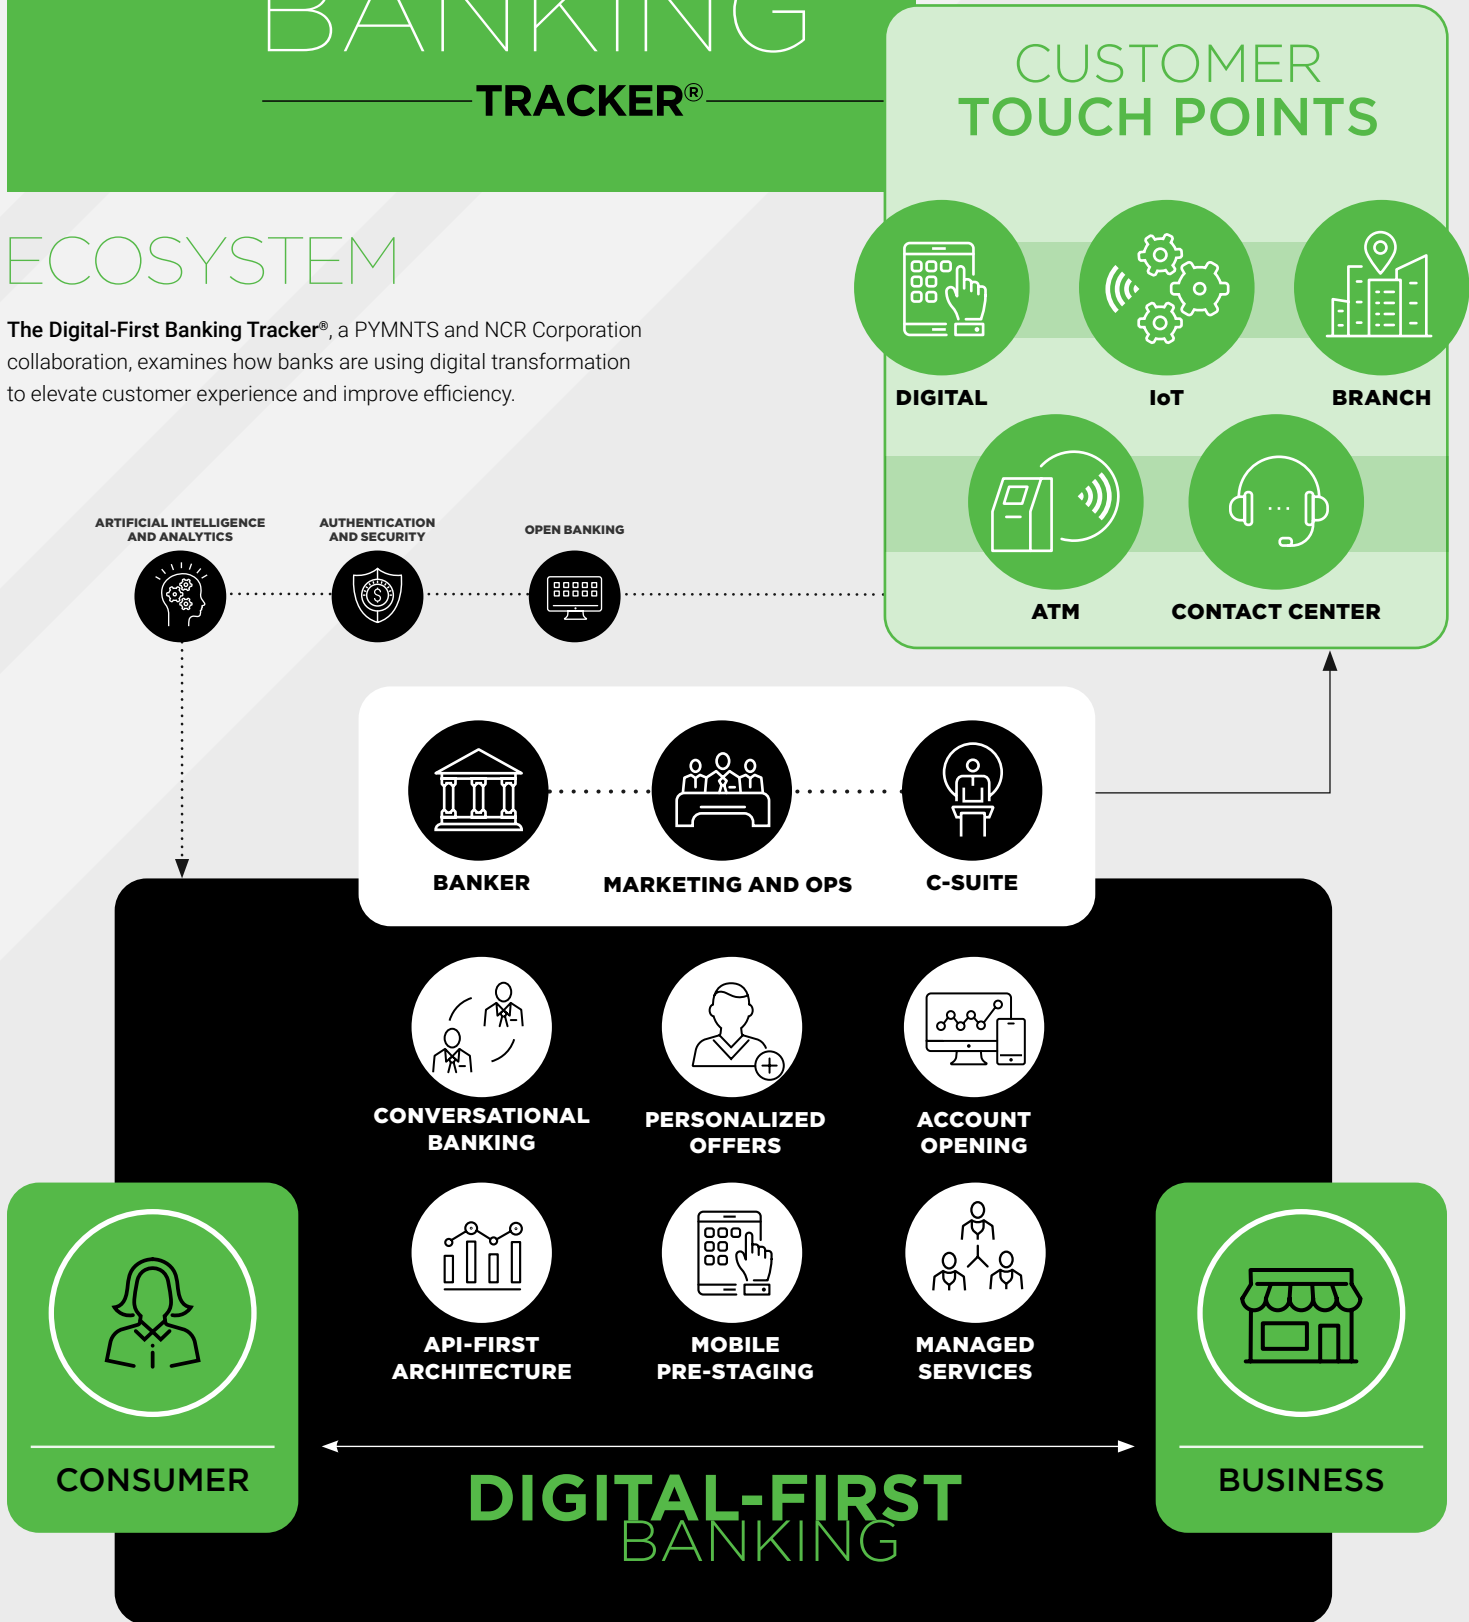 BANKING
TRACKER®
ECOSYSTEM
The Digital-First Banking Tracker®, a PYMNTS and NCR Corporation
collaboration, examines how banks are using digital transformation
to elevate customer experience and improve efficiency.
CUSTOMER
TOUCH POINTS
DIGITAL
IoT
BRANCH
ATM
CONTACT CENTER
ARTIFICIAL INTELLIGENCE
AND ANALYTICS
AUTHENTICATION
AND SECURITY
OPEN BANKING
BANKER
MARKETING AND OPS
C-SUITE
CONVERSATIONAL
BANKING
PERSONALIZED
OFFERS
ACCOUNT
OPENING
API-FIRST
ARCHITECTURE
MOBILE
PRE-STAGING
MANAGED
SERVICES
CONSUMER
BUSINESS
DIGITAL-FIRST
BANKING